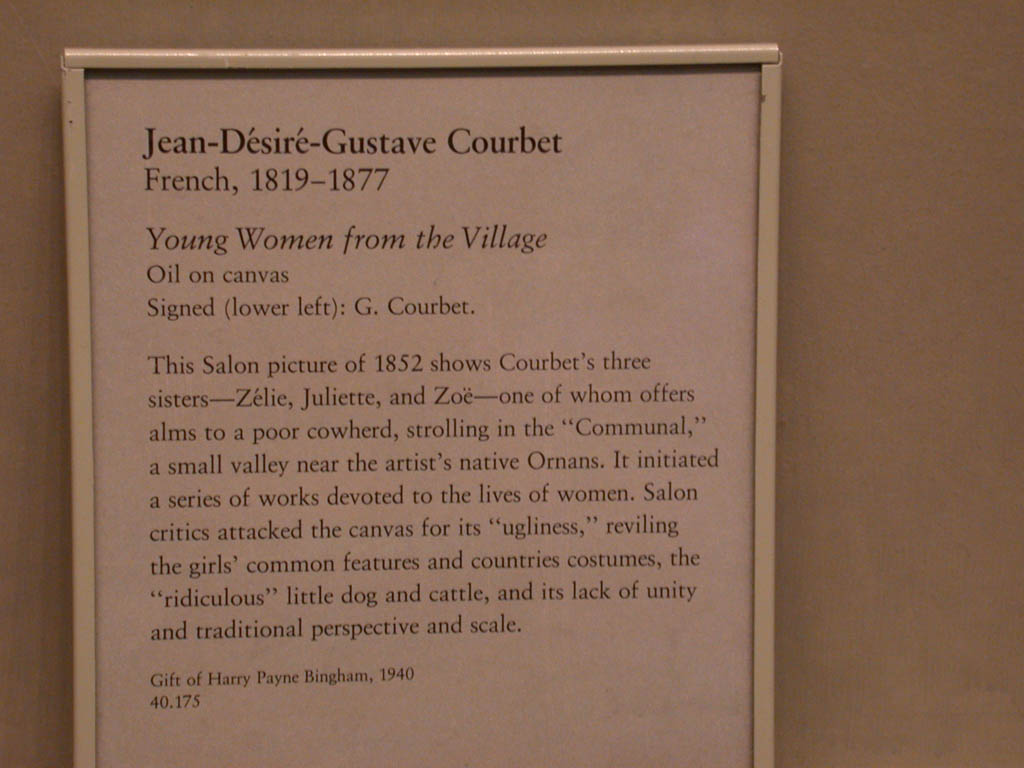 Jean-Désiré-Gustave Courbet
French, 1819–1877
Young Women from the Village
Oil on canvas
Signed (lower left): G. Courbet.
This Salon picture of 1852 shows Courbet's three
sisters—Zélie, Juliette, and Zoë—one of whom offers
alms to a poor cowherd, strolling in the "Communal,"
a small valley near the artist's native Ornans. It initiated
a series of works devoted to the lives of women. Salon
critics attacked the canvas for its "ugliness," reviling
the girls' common features and countries costumes, the
"ridiculous" little dog and cattle, and its lack of unity
and traditional perspective and scale.
Gift of Harry Payne Bingham, 1940
40.175